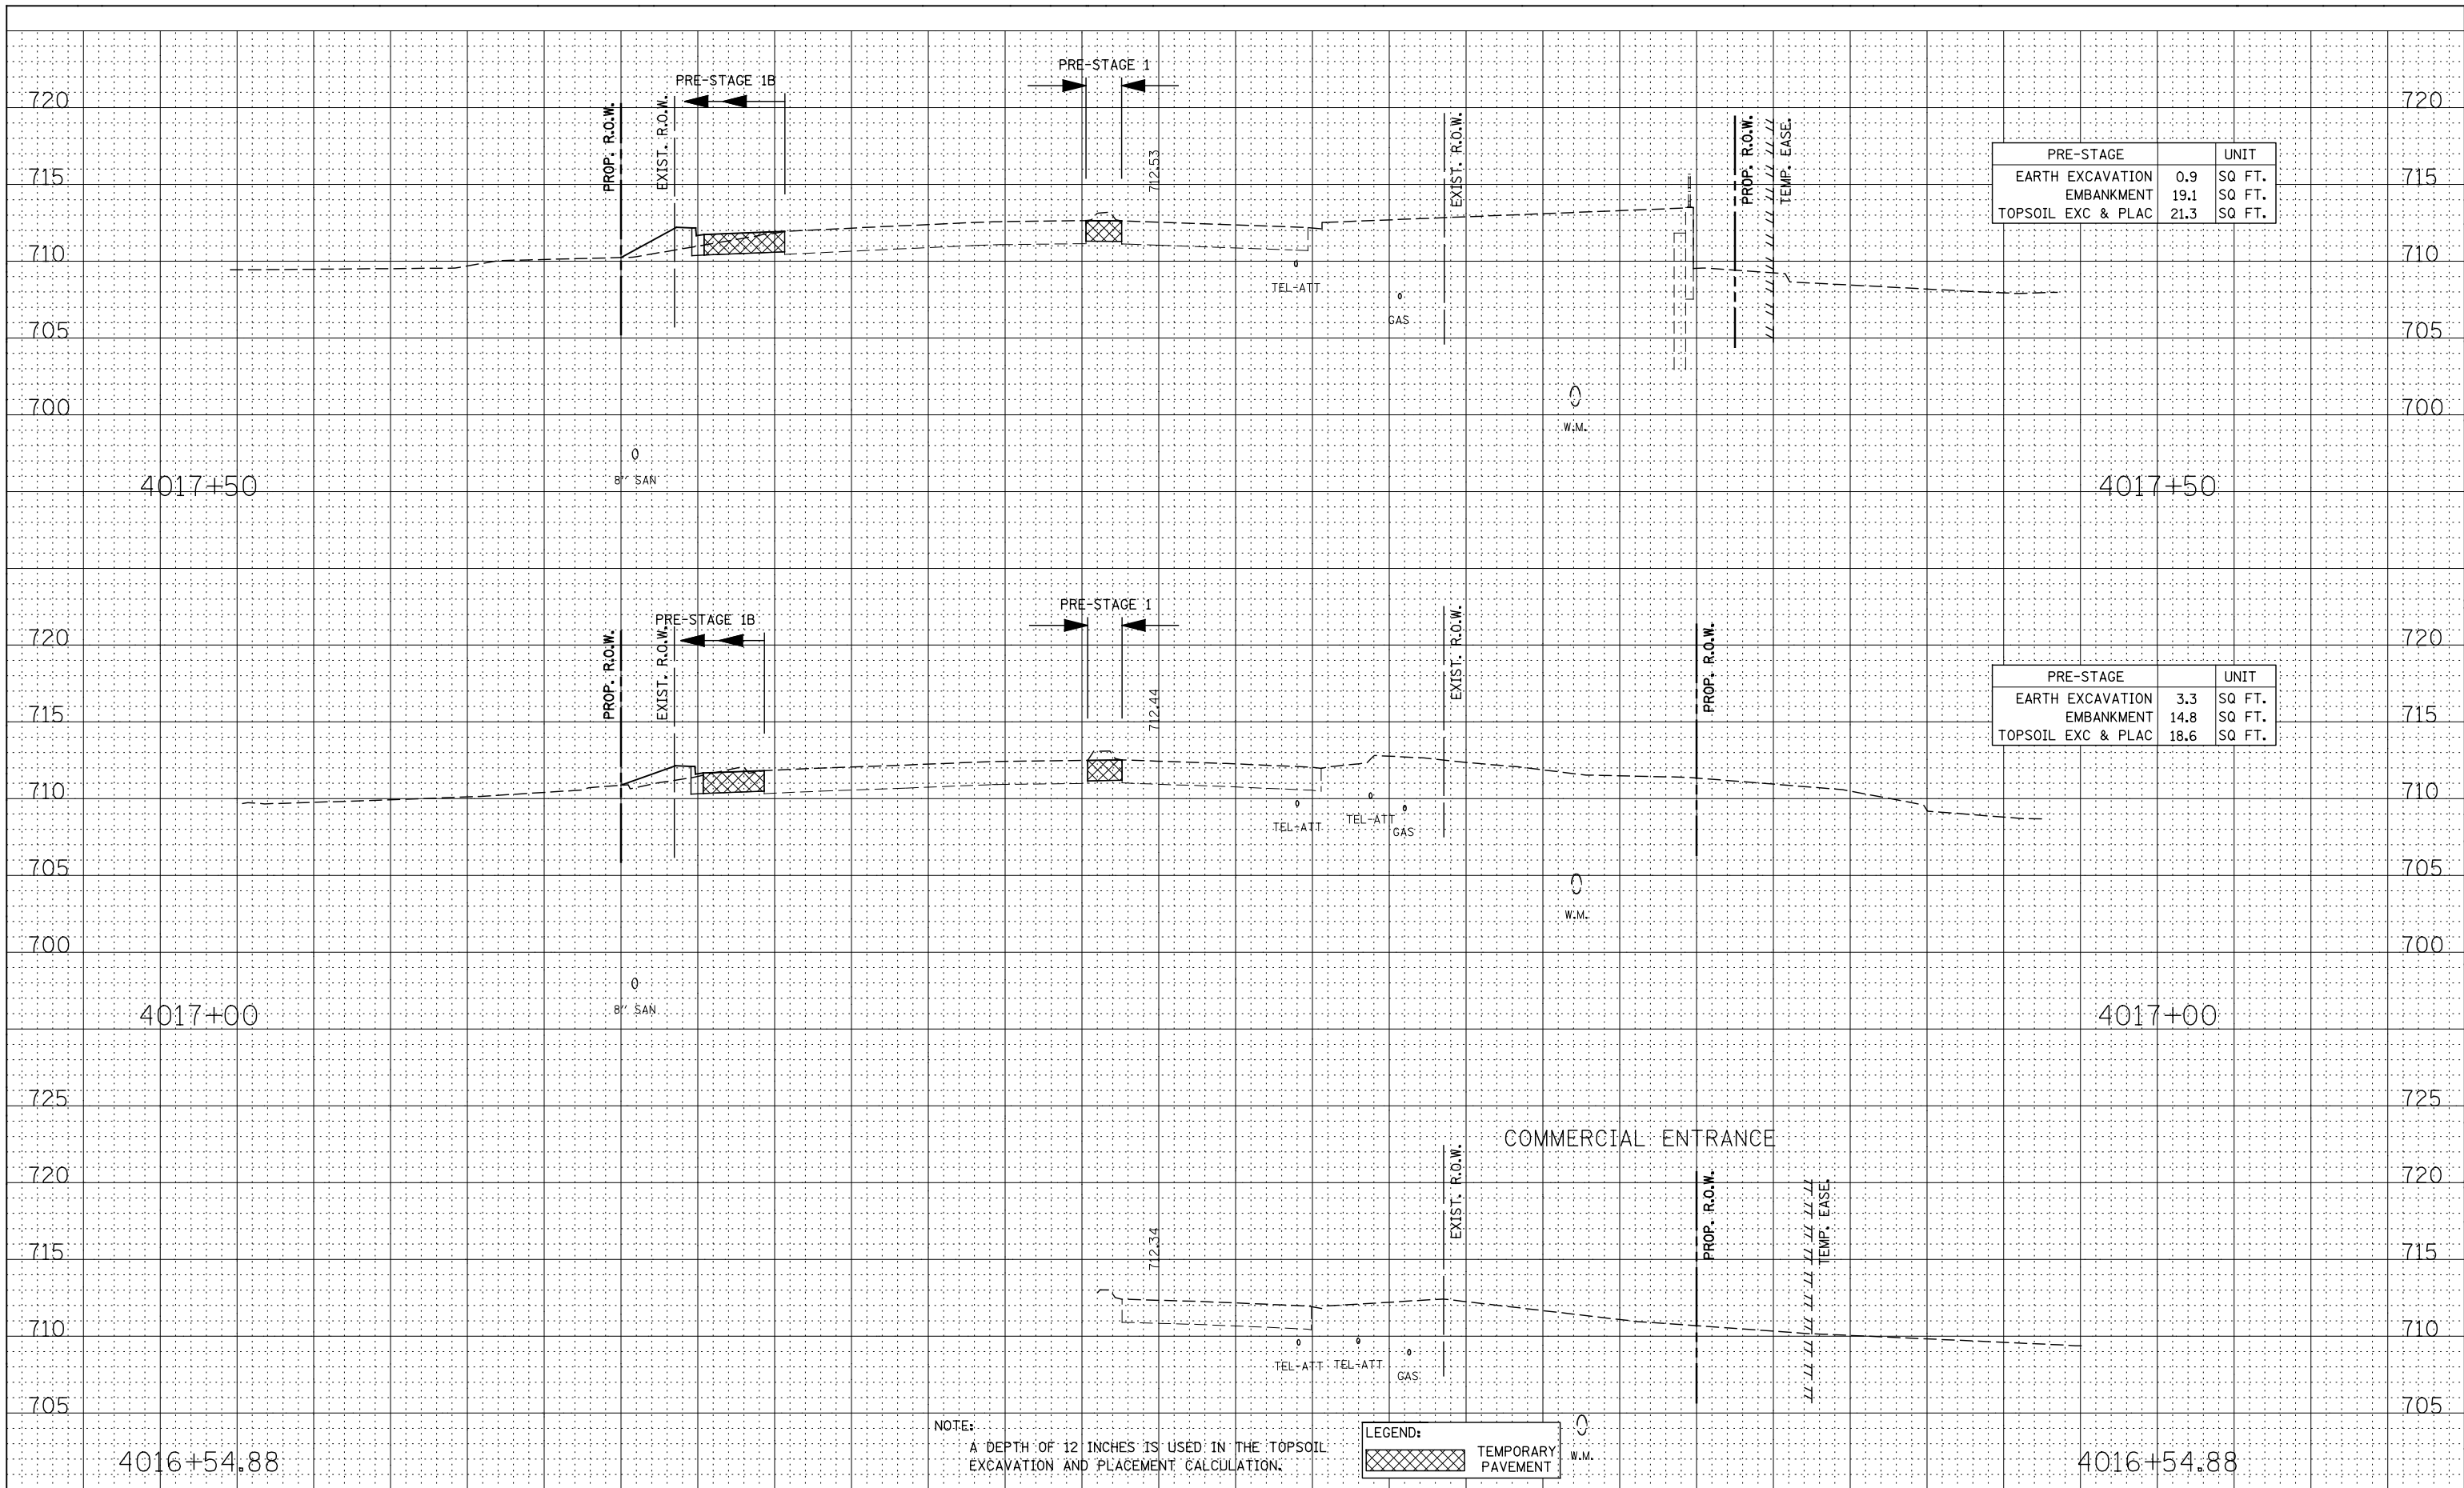 PRE-STAGE 1B
PRE-STAGE 1
720 720
PROP. R.O.W.
EXIST. R.O.W.
712.53
EXIST. R.O.W.
PROP. R.O.W.
TEMP. EASE.
PRE-STAGE UNIT
EARTH EXCAVATION 0.9 SQ FT.
EMBANKMENT 19.1 SQ FT.
TOPSOIL EXC & PLAC 21.3 SQ FT.
715 715
710 710
TEL-ATT
GAS
705 705
700 700
W.M.
8" SAN
4017+50 4017+50
PRE-STAGE 1B
PRE-STAGE 1
720 720
PROP. R.O.W.
EXIST. R.O.W.
712.44
EXIST. R.O.W.
PROP. R.O.W.
PRE-STAGE UNIT
EARTH EXCAVATION 3.3 SQ FT.
EMBANKMENT 14.8 SQ FT.
TOPSOIL EXC & PLAC 18.6 SQ FT.
715 715
710 710
TEL-ATT TEL-ATT
GAS
705 705
W.M.
700 700
8" SAN
4017+00 4017+00
725 725
COMMERCIAL ENTRANCE
720 720
712.34
EXIST. R.O.W.
PROP. R.O.W.
TEMP. EASE.
715 715
710 710
TEL-ATT TEL-ATT
GAS
705 705
NOTE:
A DEPTH OF 12 INCHES IS USED IN THE TOPSOIL
EXCAVATION AND PLACEMENT CALCULATION.
LEGEND:
TEMPORARY
PAVEMENT
W.M.
4016+54.88 4016+54.88